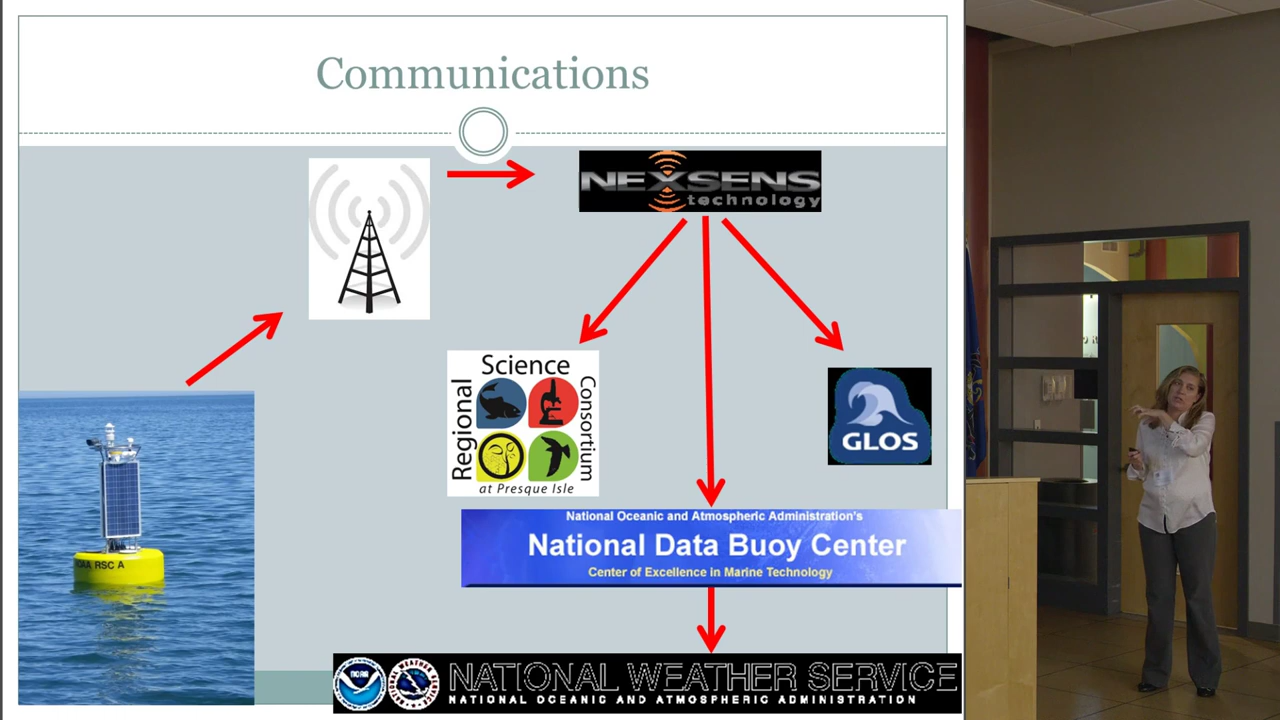 Communications
NEXSENS
technology
Science
Regional
Consortium
at Presque Isle
GLOS
National Oceanic and Atmospheric Administration's
National Data Buoy Center
Center of Excellence in Marine Technology
RSC A
NOAA
NATIONAL WEATHER SERVICE
NATIONAL OCEANIC AND ATMOSPHERIC ADMINISTRATION